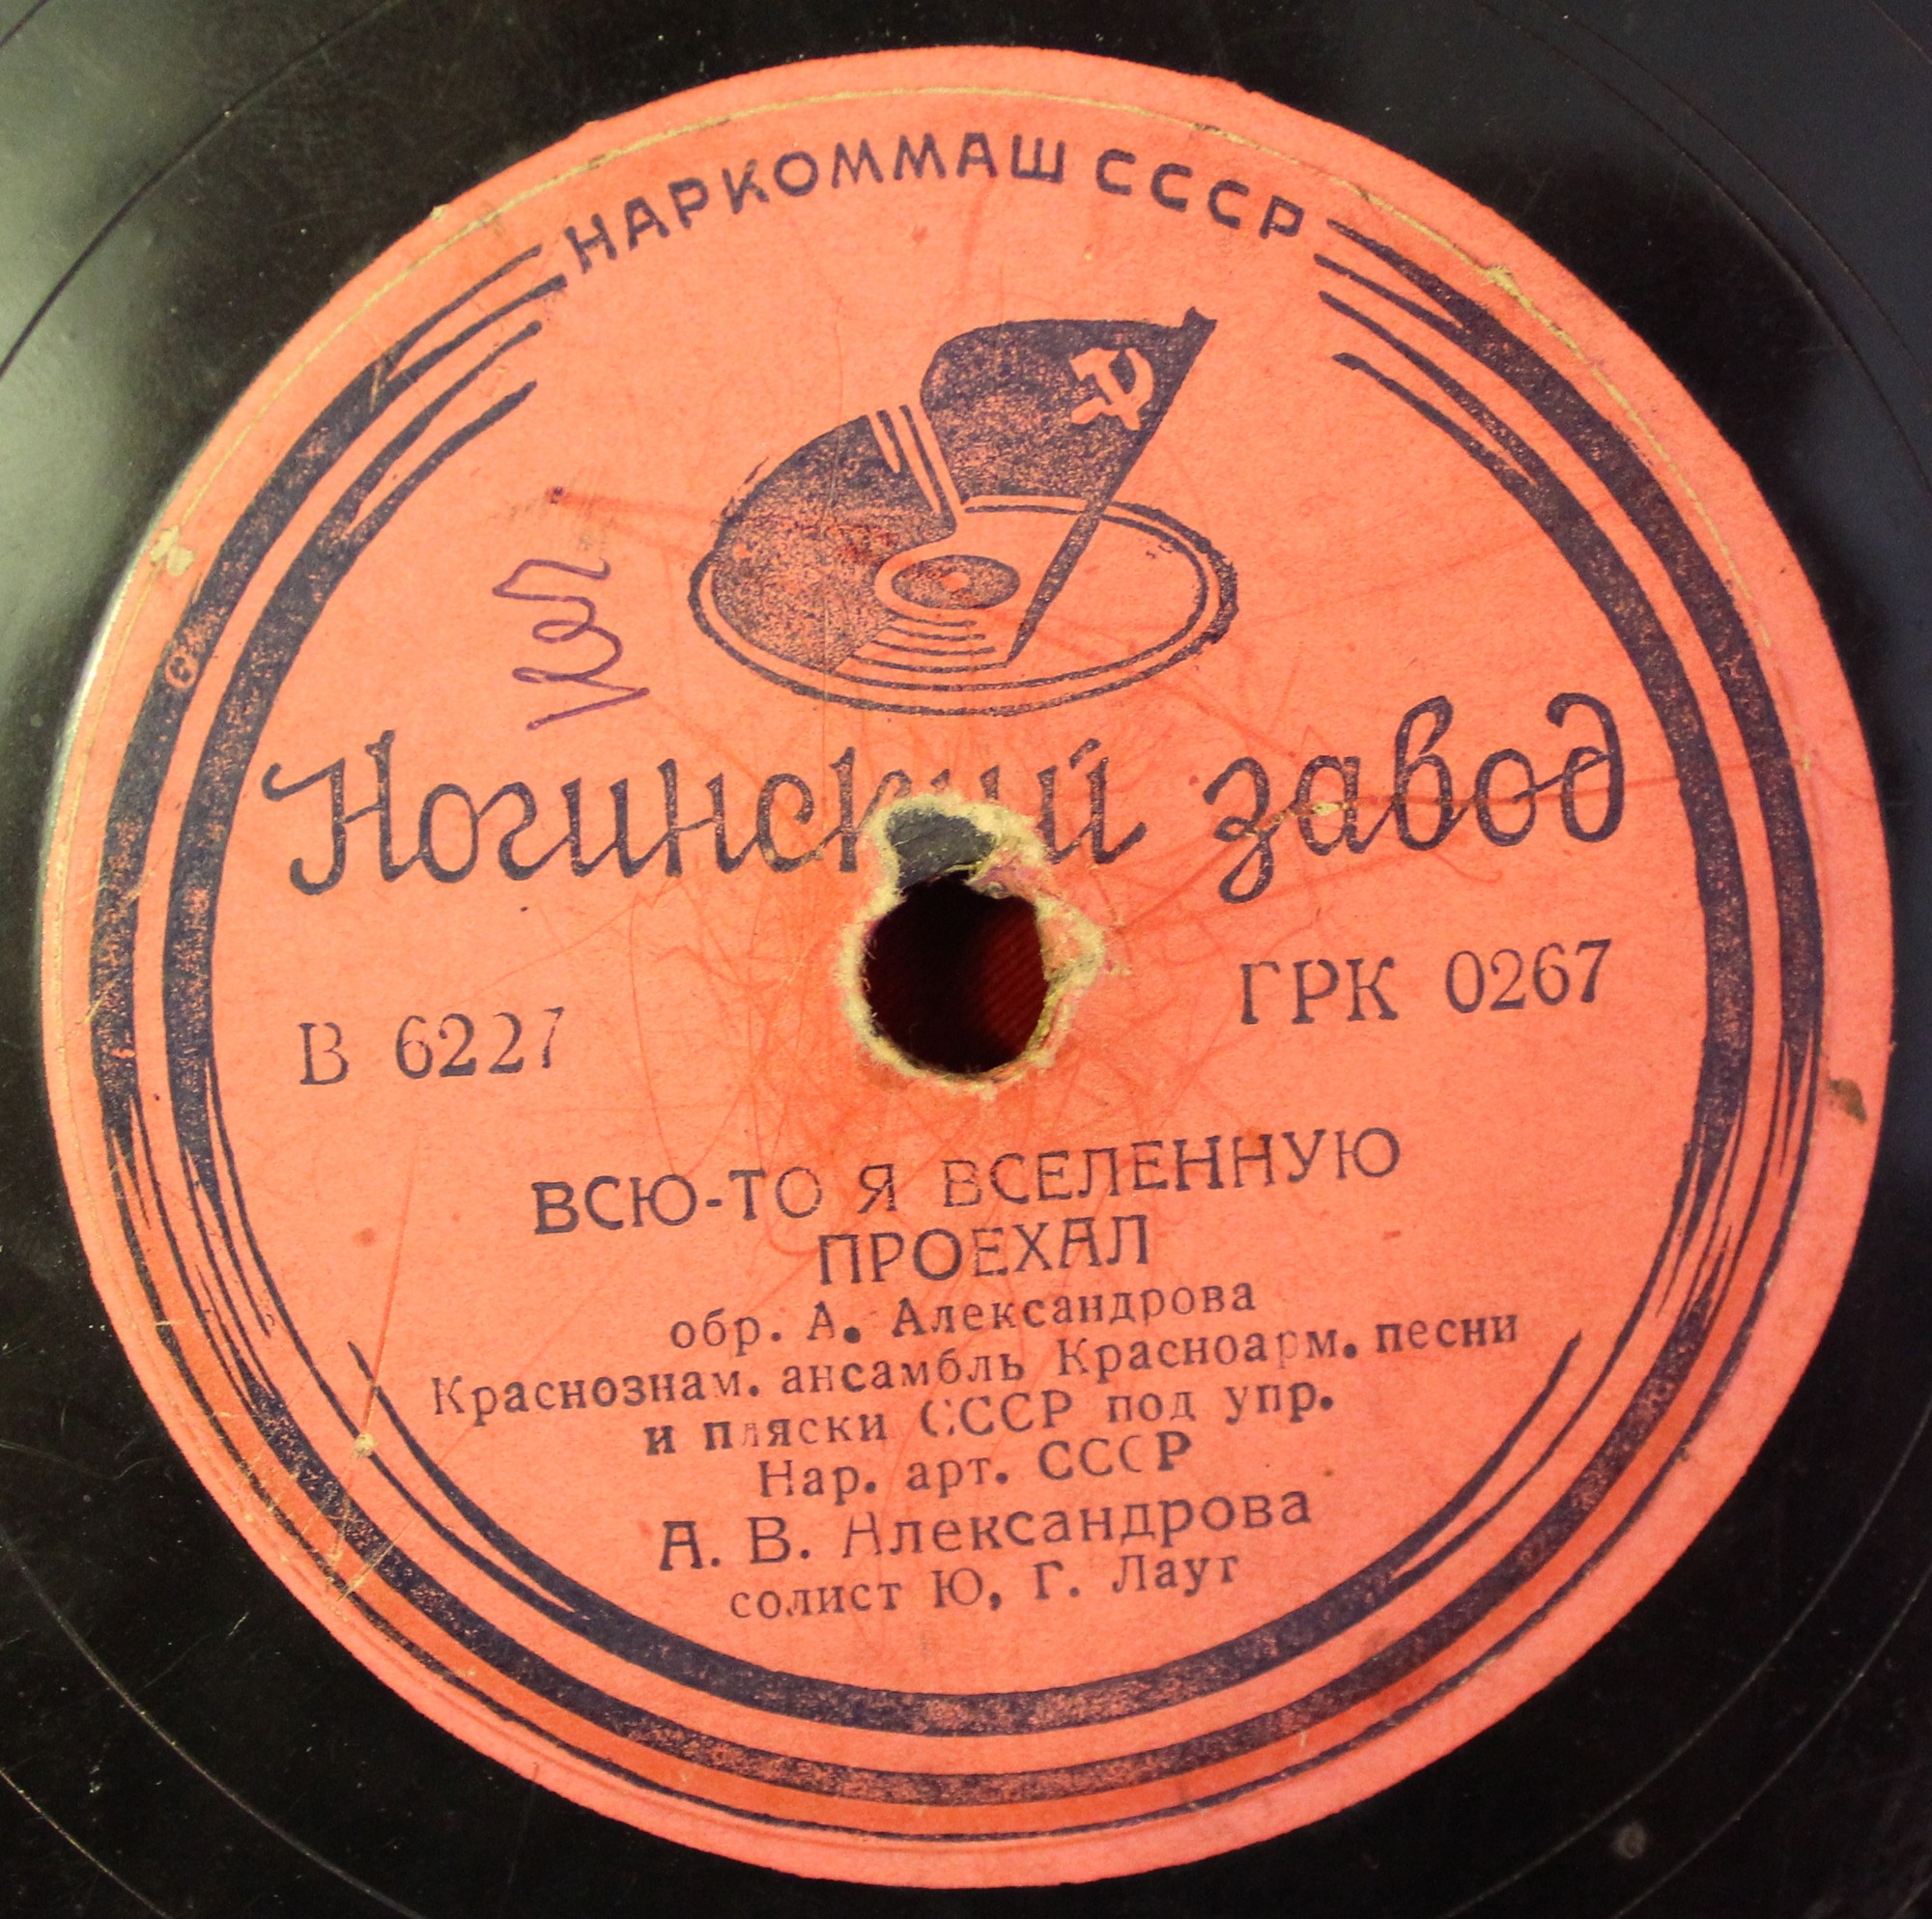 НАРКОММАШ СССР
Ногинский завод
В 6227
ГРК 0267
ВСЮ-ТО Я ВСЕЛЕННУЮ
ПРОЕХАЛ
обр. А. Александрова
Краснознам. ансамбль Красноарм. песни
и пляски СССР под упр.
Нар. арт. СССР
А. В. Александрова
солист Ю, Г. Лаут